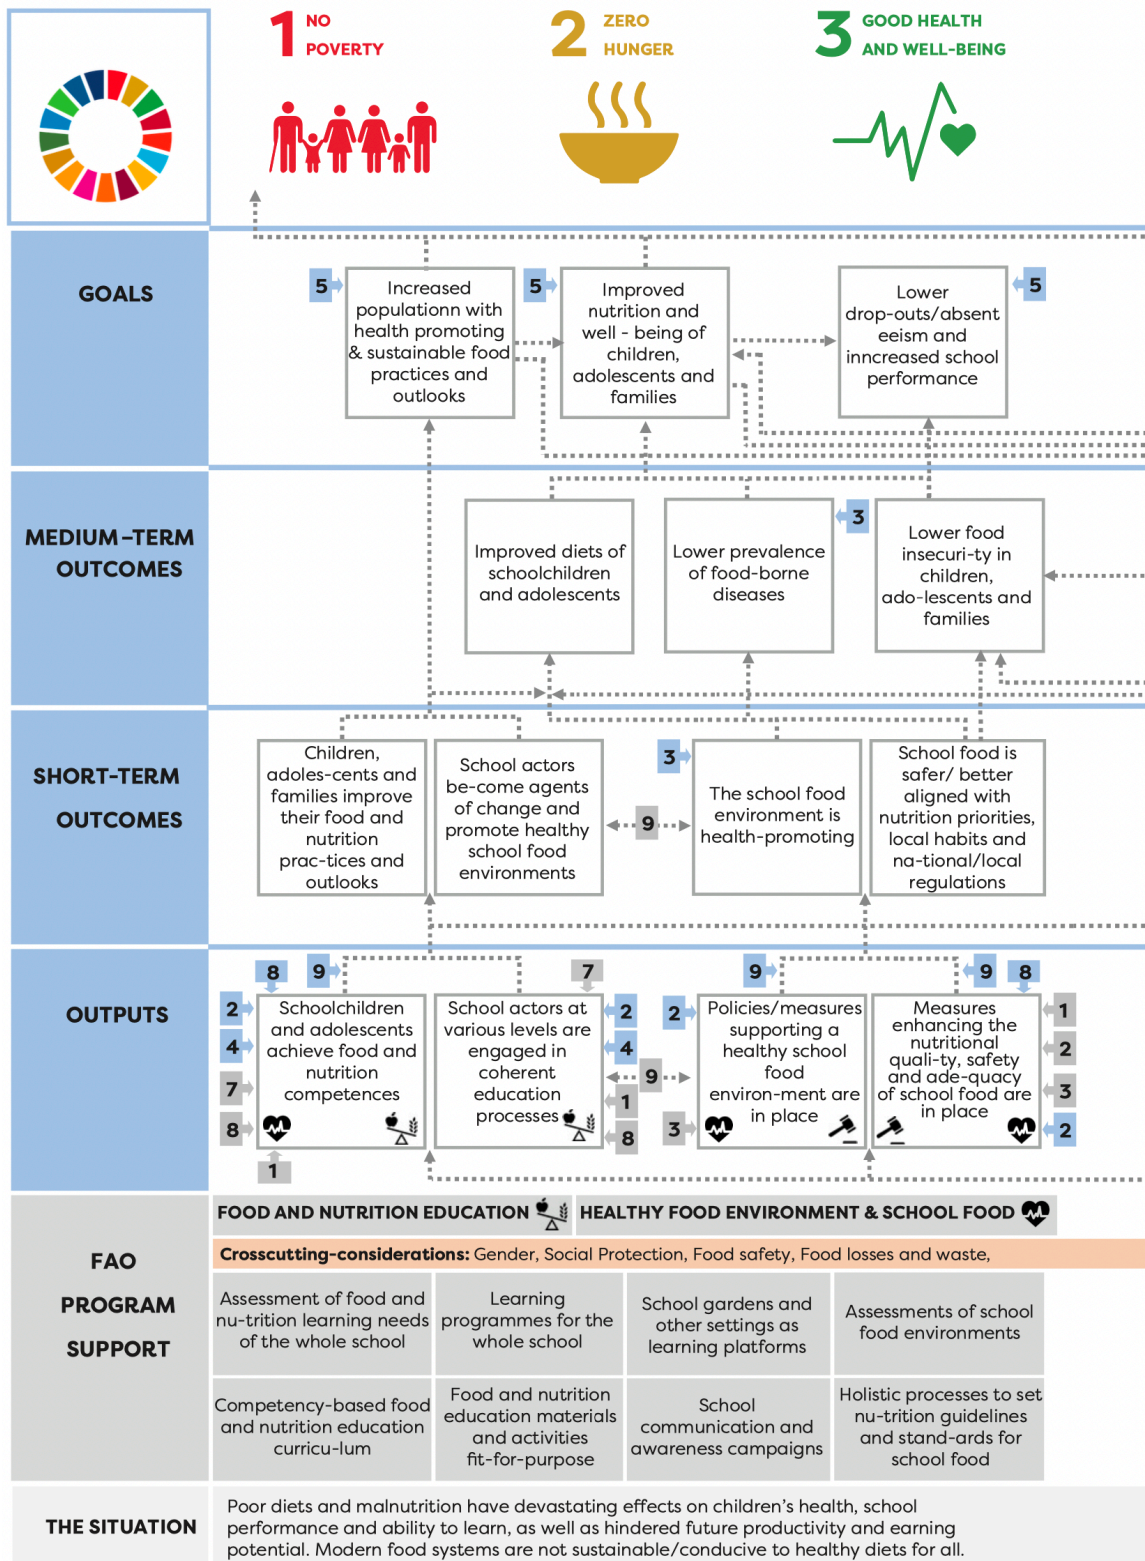 1 NO
POVERTY
2 ZERO
HUNGER
3 GOOD HEALTH
AND WELL-BEING
GOALS
5
Increased
populationn with
health promoting
& sustainable food
practices and
outlooks
5
Improved
nutrition and
well - being of
children,
adolescents and
families
Lower
drop-outs/absent
eeism and
inncreased school
performance
5
MEDIUM-TERM
OUTCOMES
Improved diets of
schoolchildren
and adolescents
Lower prevalence
of food-borne
diseases
3
Lower food
insecuri-ty in
children,
ado-lescents and
families
SHORT-TERM
OUTCOMES
Children,
adoles-cents and
families improve
their food and
nutrition
prac-tices and
outlooks
School actors
be-come agents
of change and
promote healthy
school food
environments
9
3
The school food
environment is
health-promoting
School food is
safer/ better
aligned with
nutrition priorities,
local habits and
na-tional/local
regulations
OUTPUTS
8
9
2
4
7
8
1
Schoolchildren
and adolescents
achieve food and
nutrition
competences
7
School actors at
various levels are
engaged in
coherent
education
processes
2
4
1
8
9
9
2
3
Policies/measures
supporting a
healthy school
food
environ-ment are
in place
9
8
Measures
enhancing the
nutritional
quali-ty, safety
and ade-quacy
of school food are
in place
1
2
3
2
FAO
PROGRAM
SUPPORT
FOOD AND NUTRITION EDUCATION
HEALTHY FOOD ENVIRONMENT & SCHOOL FOOD
Crosscutting-considerations: Gender, Social Protection, Food safety, Food losses and waste,
Assessment of food and
nu-trition learning needs
of the whole school
Learning
programmes for the
whole school
School gardens and
other settings as
learning platforms
Assessments of school
food environments
Competency-based food
and nutrition education
curricu-lum
Food and nutrition
education materials
and activities
fit-for-purpose
School
communication and
awareness campaigns
Holistic processes to set
nu-trition guidelines
and stand-ards for
school food
THE SITUATION
Poor diets and malnutrition have devastating effects on children's health, school
performance and ability to learn, as well as hindered future productivity and earning
potential. Modern food systems are not sustainable/conducive to healthy diets for all.